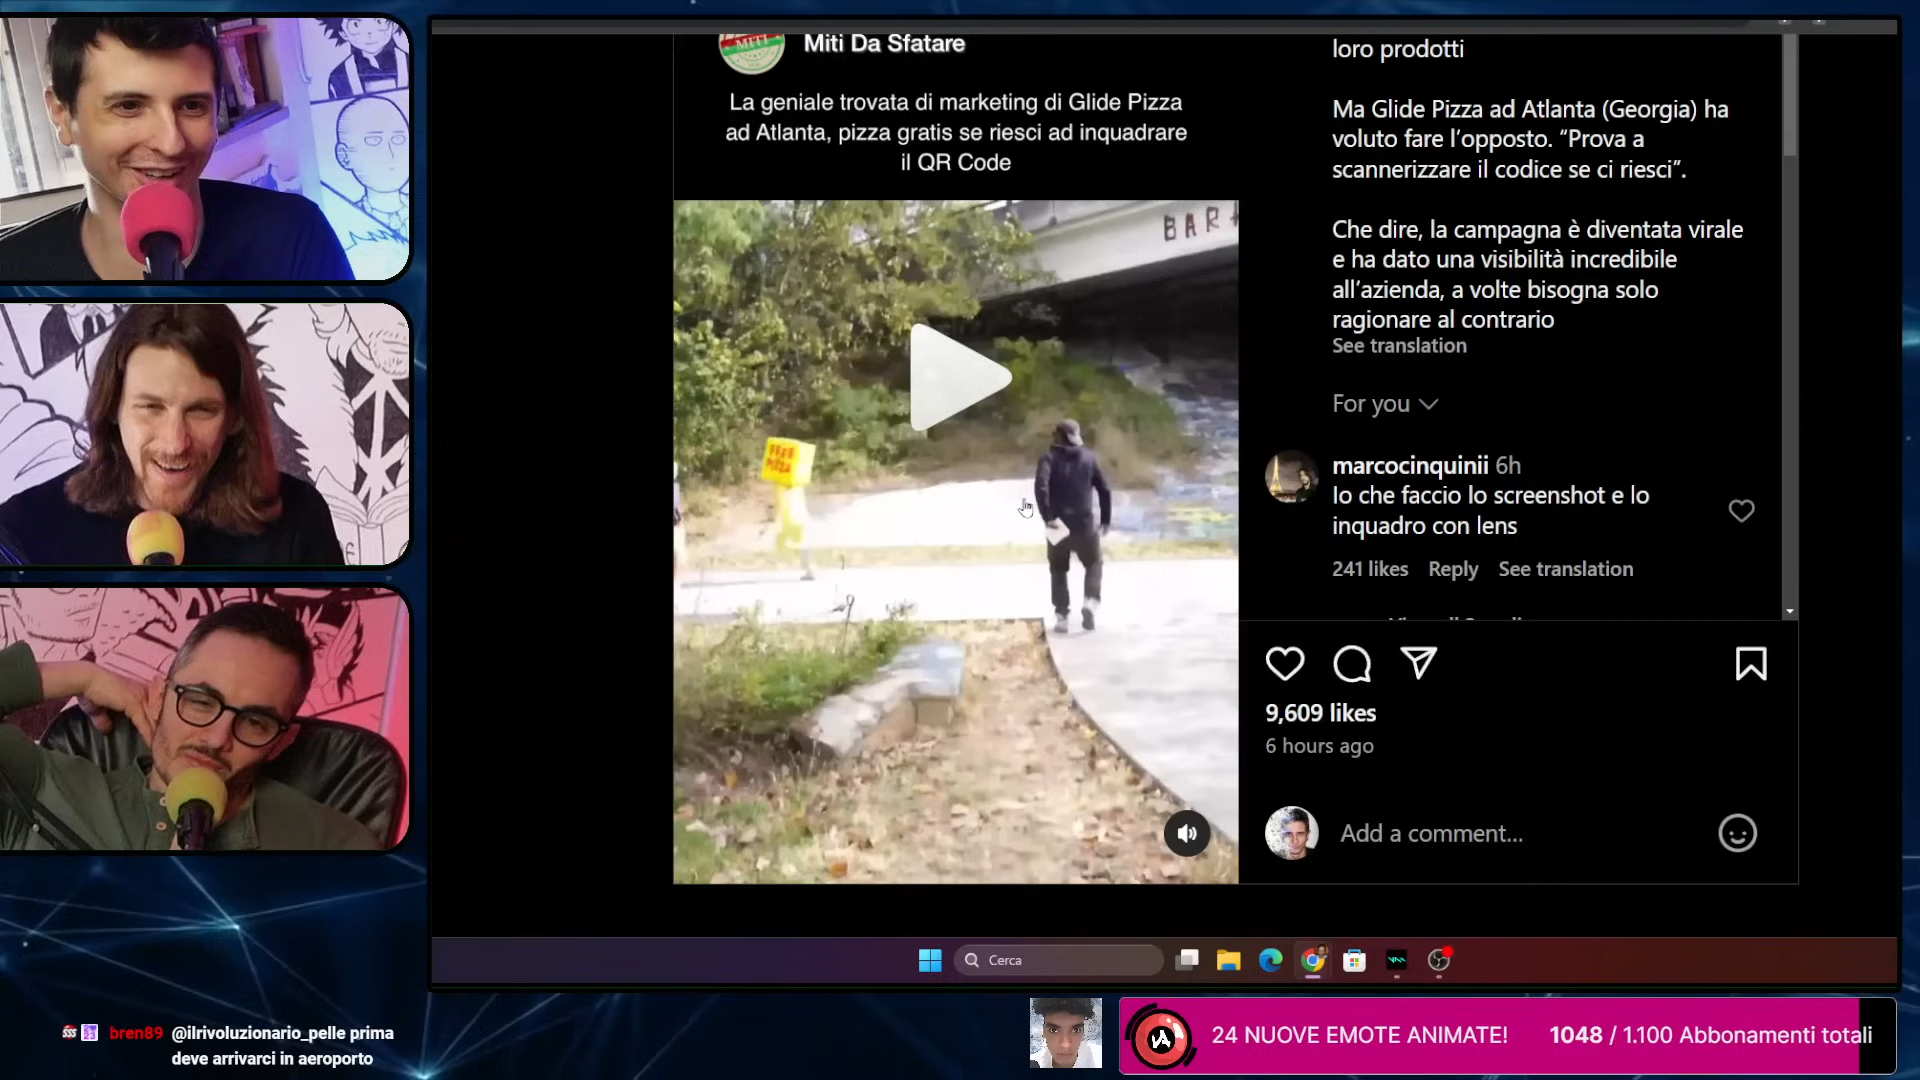 MITI
Miti Da Sfatare
La geniale trovata di marketing di Glide Pizza
ad Atlanta, pizza gratis se riesci ad inquadrare
il QR Code
BAR
FREE
PIZZA
loro prodotti
Ma Glide Pizza ad Atlanta (Georgia) ha
voluto fare l’opposto. “Prova a
scannerizzare il codice se ci riesci”.
Che dire, la campagna è diventata virale
e ha dato una visibilità incredibile
all’azienda, a volte bisogna solo
ragionare al contrario
See translation
For you
marcocinquinii 6h
Io che faccio lo screenshot e lo
inquadro con lens
241 likes Reply See translation
9,609 likes
6 hours ago
Add a comment...
Cerca
bren89 @ilrivoluzionario_pelle prima
deve arrivarci in aeroporto
24 NUOVE EMOTE ANIMATE! 1048 / 1.100 Abbonamenti totali